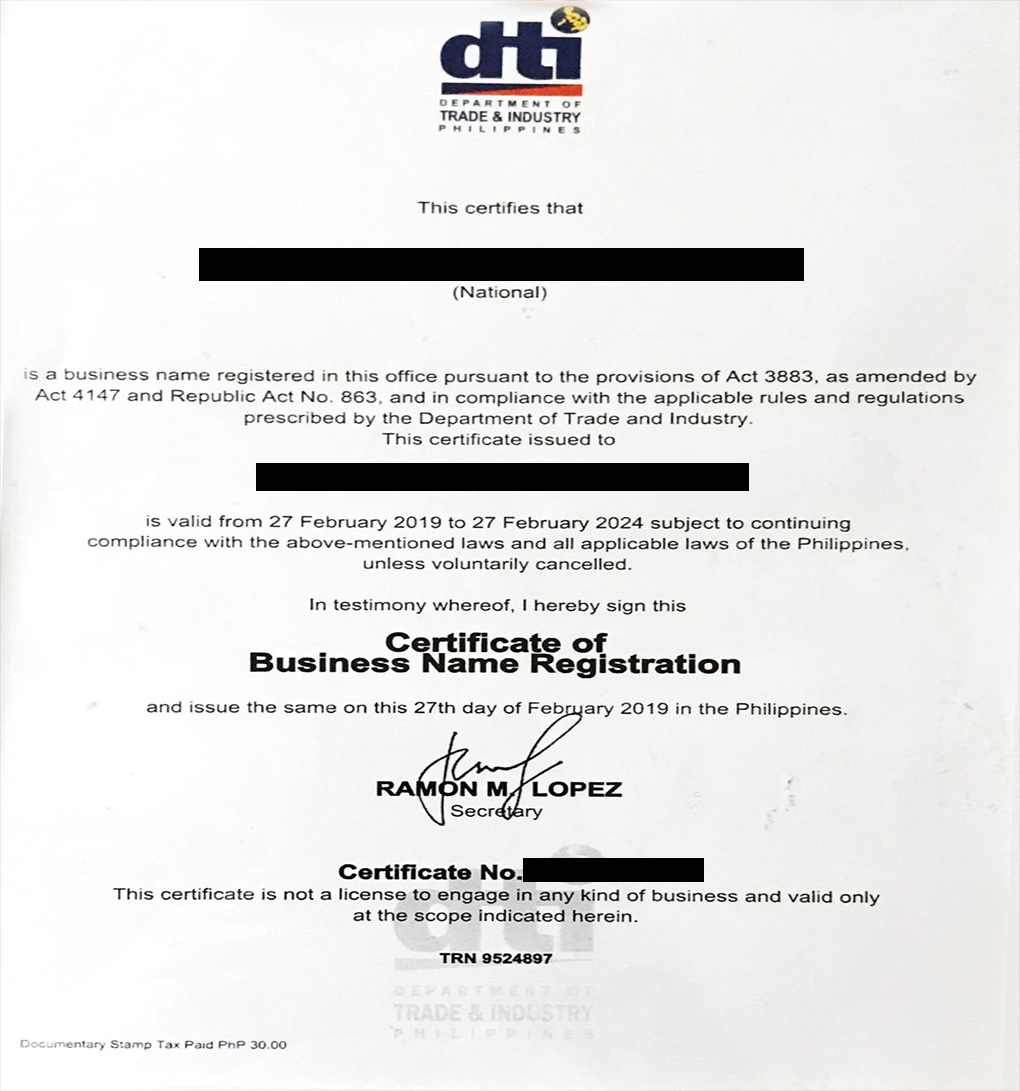 dti
DEPARTMENT OF
TRADE & INDUSTRY
PHILIPPINES
This certifies that
(National)
is a business name registered in this office pursuant to the provisions of Act 3883, as amended by
Act 4147 and Republic Act No. 863, and in compliance with the applicable rules and regulations
prescribed by the Department of Trade and Industry.
This certificate issued to
is valid from 27 February 2019 to 27 February 2024 subject to continuing
compliance with the above-mentioned laws and all applicable laws of the Philippines,
unless voluntarily cancelled.
In testimony whereof, I hereby sign this
Certificate of
Business Name Registration
and issue the same on this 27th day of February 2019 in the Philippines.
RAMON M. LOPEZ
Secretary
Certificate No.
This certificate is not a license to engage in any kind of business and valid only
at the scope indicated herein.
dti
TRN 9524897
DEPARTMENT OF
TRADE & INDUSTRY
PHILIPPINES
Documentary Stamp Tax Paid PhP 30.00